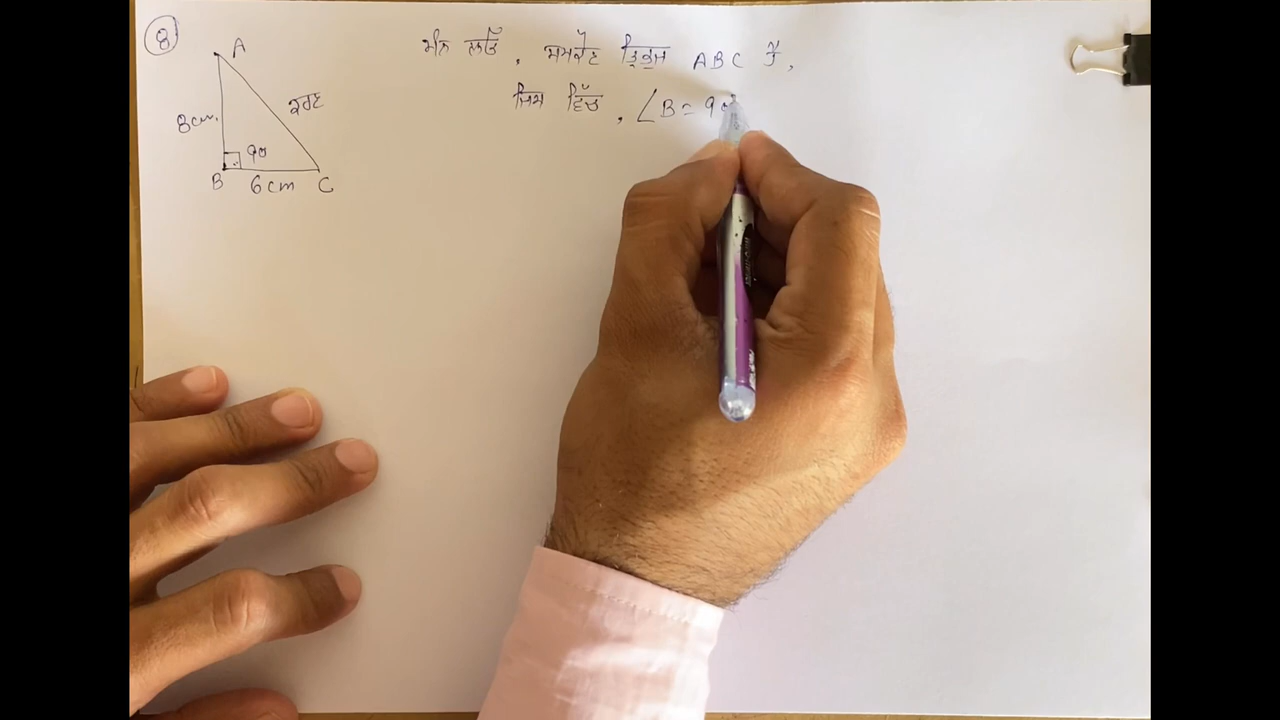 8
ਮੰਨ ਲਓ, ਸਮਕੋਣ ਤ੍ਰਿਭੁਜ ABC ਹੈ,
ਜਿਸ ਵਿੱਚ, ∠B = 90
A
8cm.
ਕਰਣ
90
B 6cm C